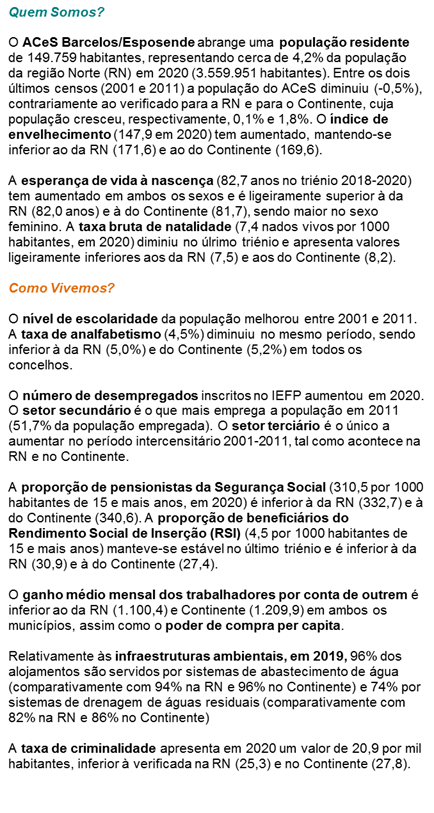 Quem Somos?
O ACeS Barcelos/Esposende abrange uma população residente
de 149.759 habitantes, representando cerca de 4,2% da população
da região Norte (RN) em 2020 (3.559.951 habitantes). Entre os dois
últimos censos (2001 e 2011) a população do ACeS diminuiu (-0,5%),
contrariamente ao verificado para a RN e para o Continente, cuja
população cresceu, respectivamente, 0,1% e 1,8%. O índice de
envelhecimento (147,9 em 2020) tem aumentado, mantendo-se
inferior ao da RN (171,6) e ao do Continente (169,6).
A esperança de vida à nascença (82,7 anos no triénio 2018-2020)
tem aumentado em ambos os sexos e é ligeiramente superior à da
RN (82,0 anos) e à do Continente (81,7), sendo maior no sexo
feminino. A taxa bruta de natalidade (7,4 nados vivos por 1000
habitantes, em 2020) diminiu no úlrimo triénio e apresenta valores
ligeiramente inferiores aos da RN (7,5) e aos do Continente (8,2).
Como Vivemos?
O nível de escolaridade da população melhorou entre 2001 e 2011.
A taxa de analfabetismo (4,5%) diminuiu no mesmo período, sendo
inferior à da RN (5,0%) e do Continente (5,2%) em todos os
concelhos.
O número de desempregados inscritos no IEFP aumentou em 2020.
O setor secundário é o que mais emprega a população em 2011
(51,7% da população empregada). O setor terciário é o único a
aumentar no período intercensitário 2001-2011, tal como acontece na
RN e no Continente.
A proporção de pensionistas da Segurança Social (310,5 por 1000
habitantes de 15 e mais anos, em 2020) é inferior à da RN (332,7) e à
do Continente (340,6). A proporção de beneficiários do
Rendimento Social de Inserção (RSI) (4,5 por 1000 habitantes de
15 e mais anos) manteve-se estável no último triénio e é inferior à da
RN (30,9) e à do Continente (27,4).
O ganho médio mensal dos trabalhadores por conta de outrem é
inferior ao da RN (1.100,4) e Continente (1.209,9) em ambos os
municípios, assim como o poder de compra per capita.
Relativamente às infraestruturas ambientais, em 2019, 96% dos
alojamentos são servidos por sistemas de abastecimento de água
(comparativamente com 94% na RN e 96% no Continente) e 74% por
sistemas de drenagem de águas residuais (comparativamente com
82% na RN e 86% no Continente)
A taxa de criminalidade apresenta em 2020 um valor de 20,9 por mil
habitantes, inferior à verificada na RN (25,3) e no Continente (27,8).